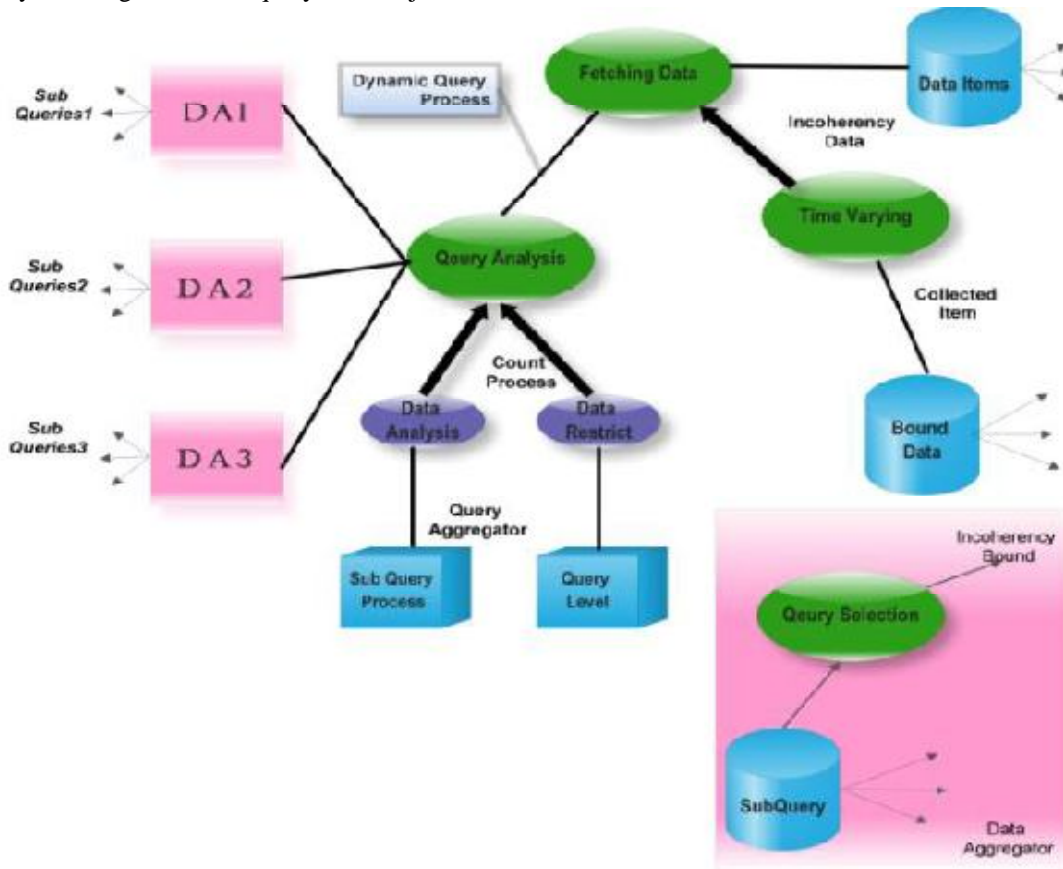 Fetching Data
Data Items
Dynamic Query
Process
Sub
Queries1
DA1
Incoherency
Data
Time Varying
Qeury Analysis
Sub
Queries2
DA2
Collected
Item
Count
Process
Data
Analysis
Data
Restrict
Sub
Queries3
DA3
Bound
Data
Query
Aggregator
Sub Query
Process
Query
Level
Incoherency
Bound
Qeury Selection
SubQuery
Data
Aggregator